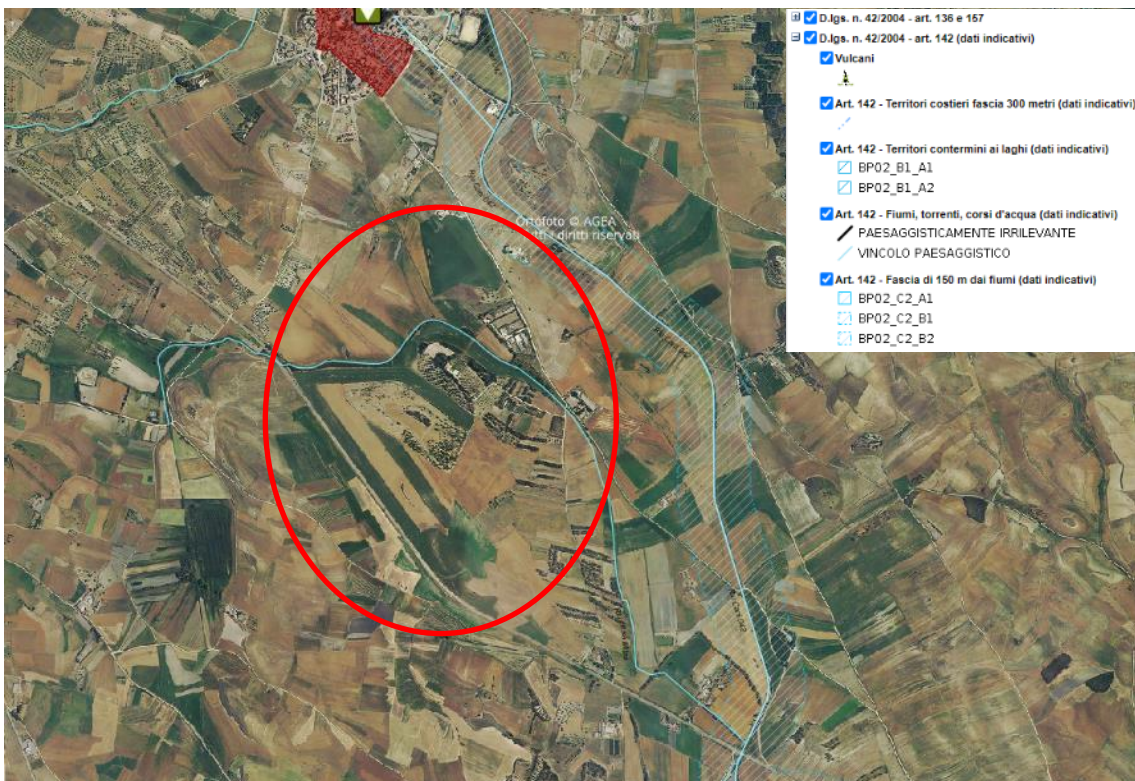 D.lgs. n. 42/2004 - art. 136 e 157
D.lgs. n. 42/2004 - art. 142 (dati indicativi)
Vulcani
Art. 142 - Territori costieri fascia 300 metri (dati indicativi)
Art. 142 - Territori contermini ai laghi (dati indicativi)
BP02_B1_A1
BP02_B1_A2
Art. 142 - Fiumi, torrenti, corsi d'acqua (dati indicativi)
PAESAGGISTICAMENTE IRRILEVANTE
VINCOLO PAESAGGISTICO
Art. 142 - Fascia di 150 m dai fiumi (dati indicativi)
BP02_C2_A1
BP02_C2_B1
BP02_C2_B2
Ortofoto © AGEA
Tutti i diritti riservati